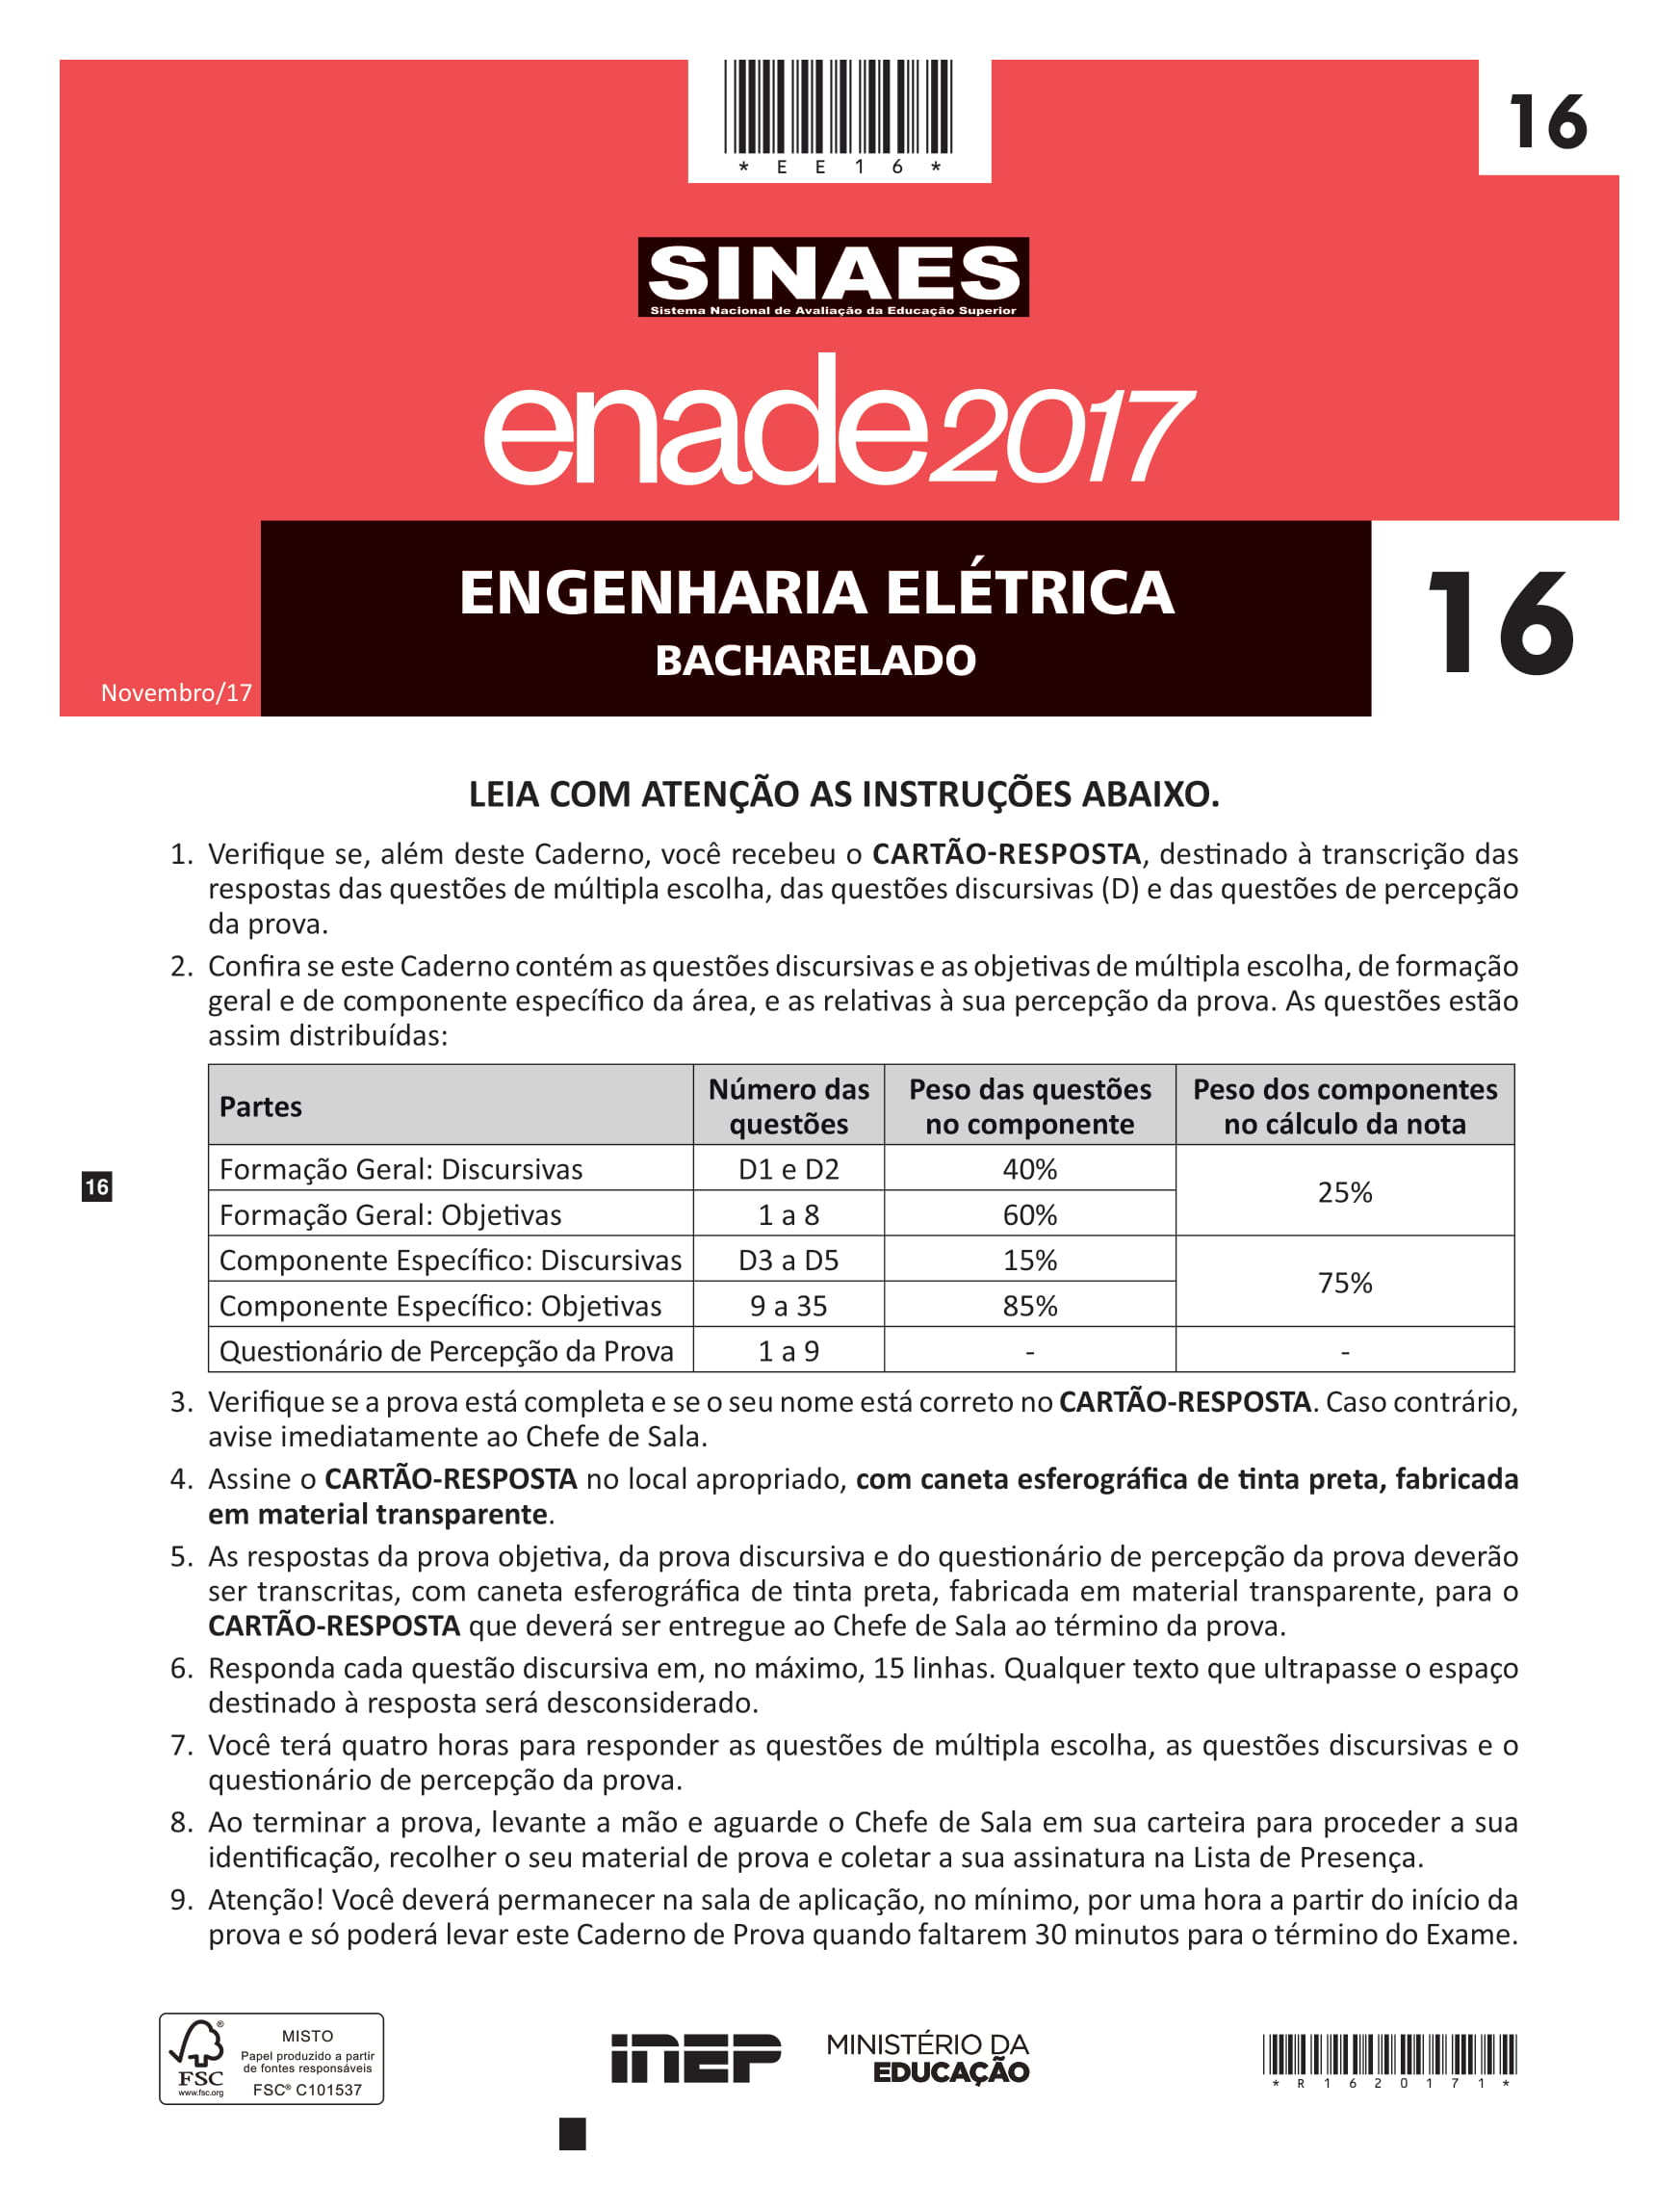 * E E 1 6 *
16
SINAES
Sistema Nacional de Avaliação da Educação Superior
enade2017
ENGENHARIA ELÉTRICA
BACHARELADO
16
Novembro/17
LEIA COM ATENÇÃO AS INSTRUÇÕES ABAIXO.
1. Verifique se, além deste Caderno, você recebeu o CARTÃO-RESPOSTA, destinado à transcrição das
respostas das questões de múltipla escolha, das questões discursivas (D) e das questões de percepção
da prova.
2. Confira se este Caderno contém as questões discursivas e as objetivas de múltipla escolha, de formação
geral e de componente específico da área, e as relativas à sua percepção da prova. As questões estão
assim distribuídas:
Partes
Número das
questões
Peso das questões
no componente
Peso dos componentes
no cálculo da nota
Formação Geral: Discursivas D1 e D2 40%
25%
Formação Geral: Objetivas 1 a 8 60%
Componente Específico: Discursivas D3 a D5 15%
75%
Componente Específico: Objetivas 9 a 35 85%
Questionário de Percepção da Prova 1 a 9 - -
16
3. Verifique se a prova está completa e se o seu nome está correto no CARTÃO-RESPOSTA. Caso contrário,
avise imediatamente ao Chefe de Sala.
4. Assine o CARTÃO-RESPOSTA no local apropriado, com caneta esferográfica de tinta preta, fabricada
em material transparente.
5. As respostas da prova objetiva, da prova discursiva e do questionário de percepção da prova deverão
ser transcritas, com caneta esferográfica de tinta preta, fabricada em material transparente, para o
CARTÃO-RESPOSTA que deverá ser entregue ao Chefe de Sala ao término da prova.
6. Responda cada questão discursiva em, no máximo, 15 linhas. Qualquer texto que ultrapasse o espaço
destinado à resposta será desconsiderado.
7. Você terá quatro horas para responder as questões de múltipla escolha, as questões discursivas e o
questionário de percepção da prova.
8. Ao terminar a prova, levante a mão e aguarde o Chefe de Sala em sua carteira para proceder a sua
identificação, recolher o seu material de prova e coletar a sua assinatura na Lista de Presença.
9. Atenção! Você deverá permanecer na sala de aplicação, no mínimo, por uma hora a partir do início da
prova e só poderá levar este Caderno de Prova quando faltarem 30 minutos para o término do Exame.
®
FSC
www.fsc.org
MISTO
Papel produzido a partir
de fontes responsáveis
FSC® C101537
inep
MINISTÉRIO DA
EDUCAÇÃO
* R 1 6 2 0 1 7 1 *